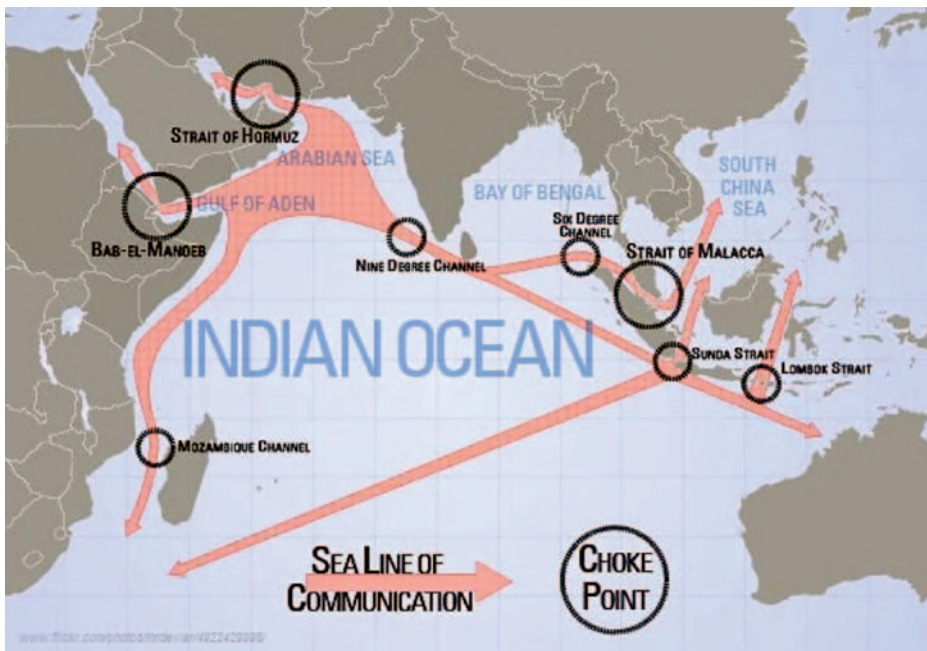 STRAIT OF HORMUZ
ARABIAN SEA
GULF OF ADEN
BAB-EL-MANDEB
BAY OF BENGAL
SOUTH
CHINA
SEA
SIX DEGREE
CHANNEL
STRAIT OF MALACCA
NINE DEGREE CHANNEL
INDIAN OCEAN
SUNDA STRAIT
LOMBOK STRAIT
MOZAMBIQUE CHANNEL
SEA LINE OF
COMMUNICATION
CHOKE
POINT